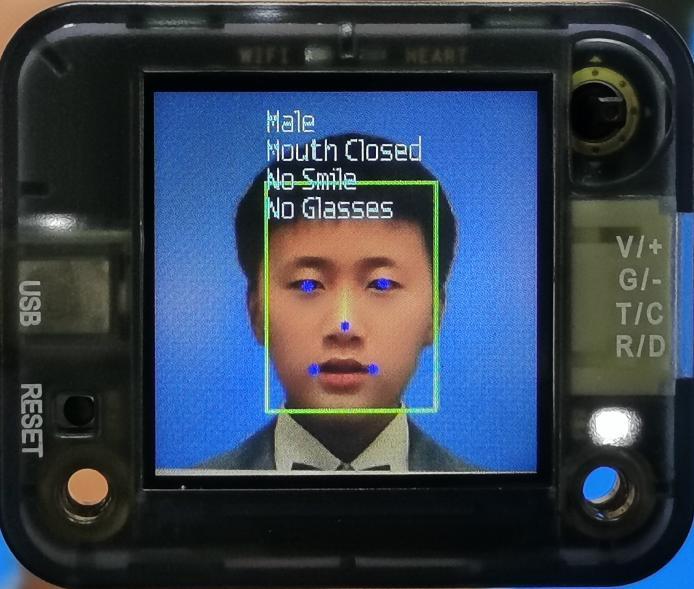 WIFI HEART
Male
Mouth Closed
No Smile
No Glasses
V/+
G/-
T/C
R/D
USB
RESET